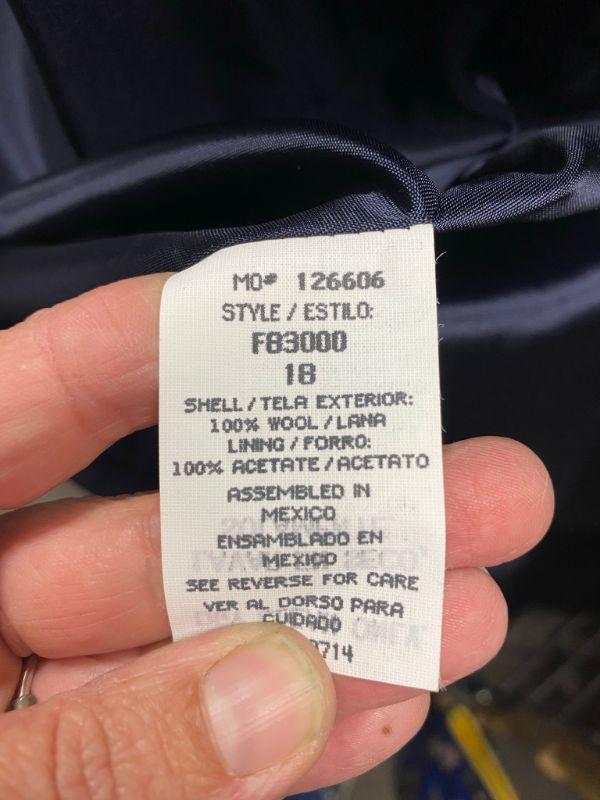 MO# 126606
STYLE / ESTILO:
F83000
18
SHELL / TELA EXTERIOR:
100% WOOL / LANA
LINING / FORRO:
100% ACETATE / ACETATO
ASSEMBLED IN
MEXICO
ENSAMBLADO EN
MEXICO
SEE REVERSE FOR CARE
VER AL DORSO PARA
CUIDADO